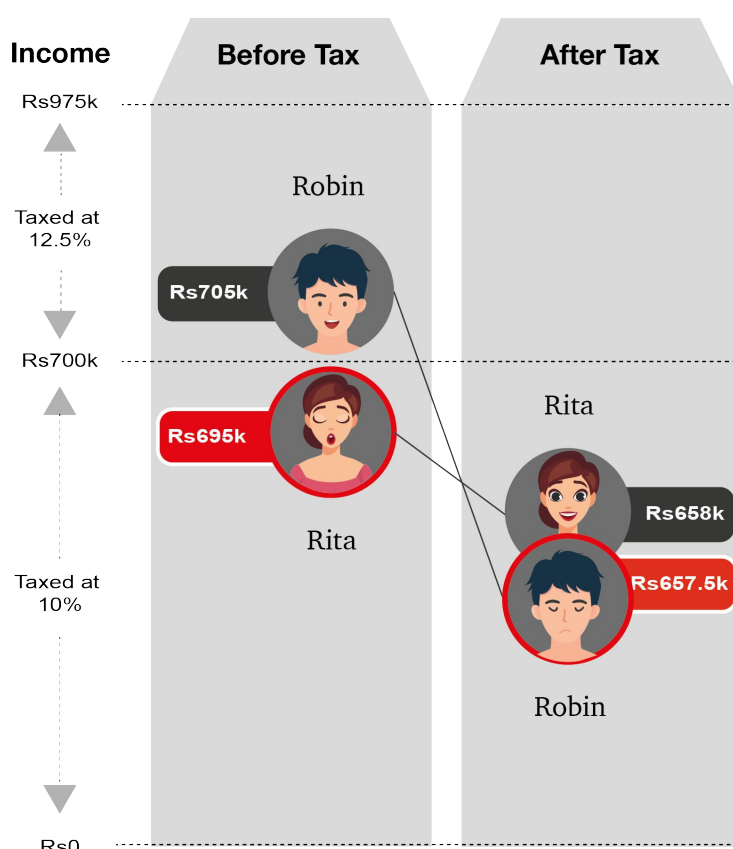 Income
Before Tax
After Tax
Rs975k
Robin
Taxed at
12.5%
Rs705k
Rs700k
Rita
Rs695k
Rs658k
Rita
Taxed at
10%
Rs657.5k
Robin
Rs0